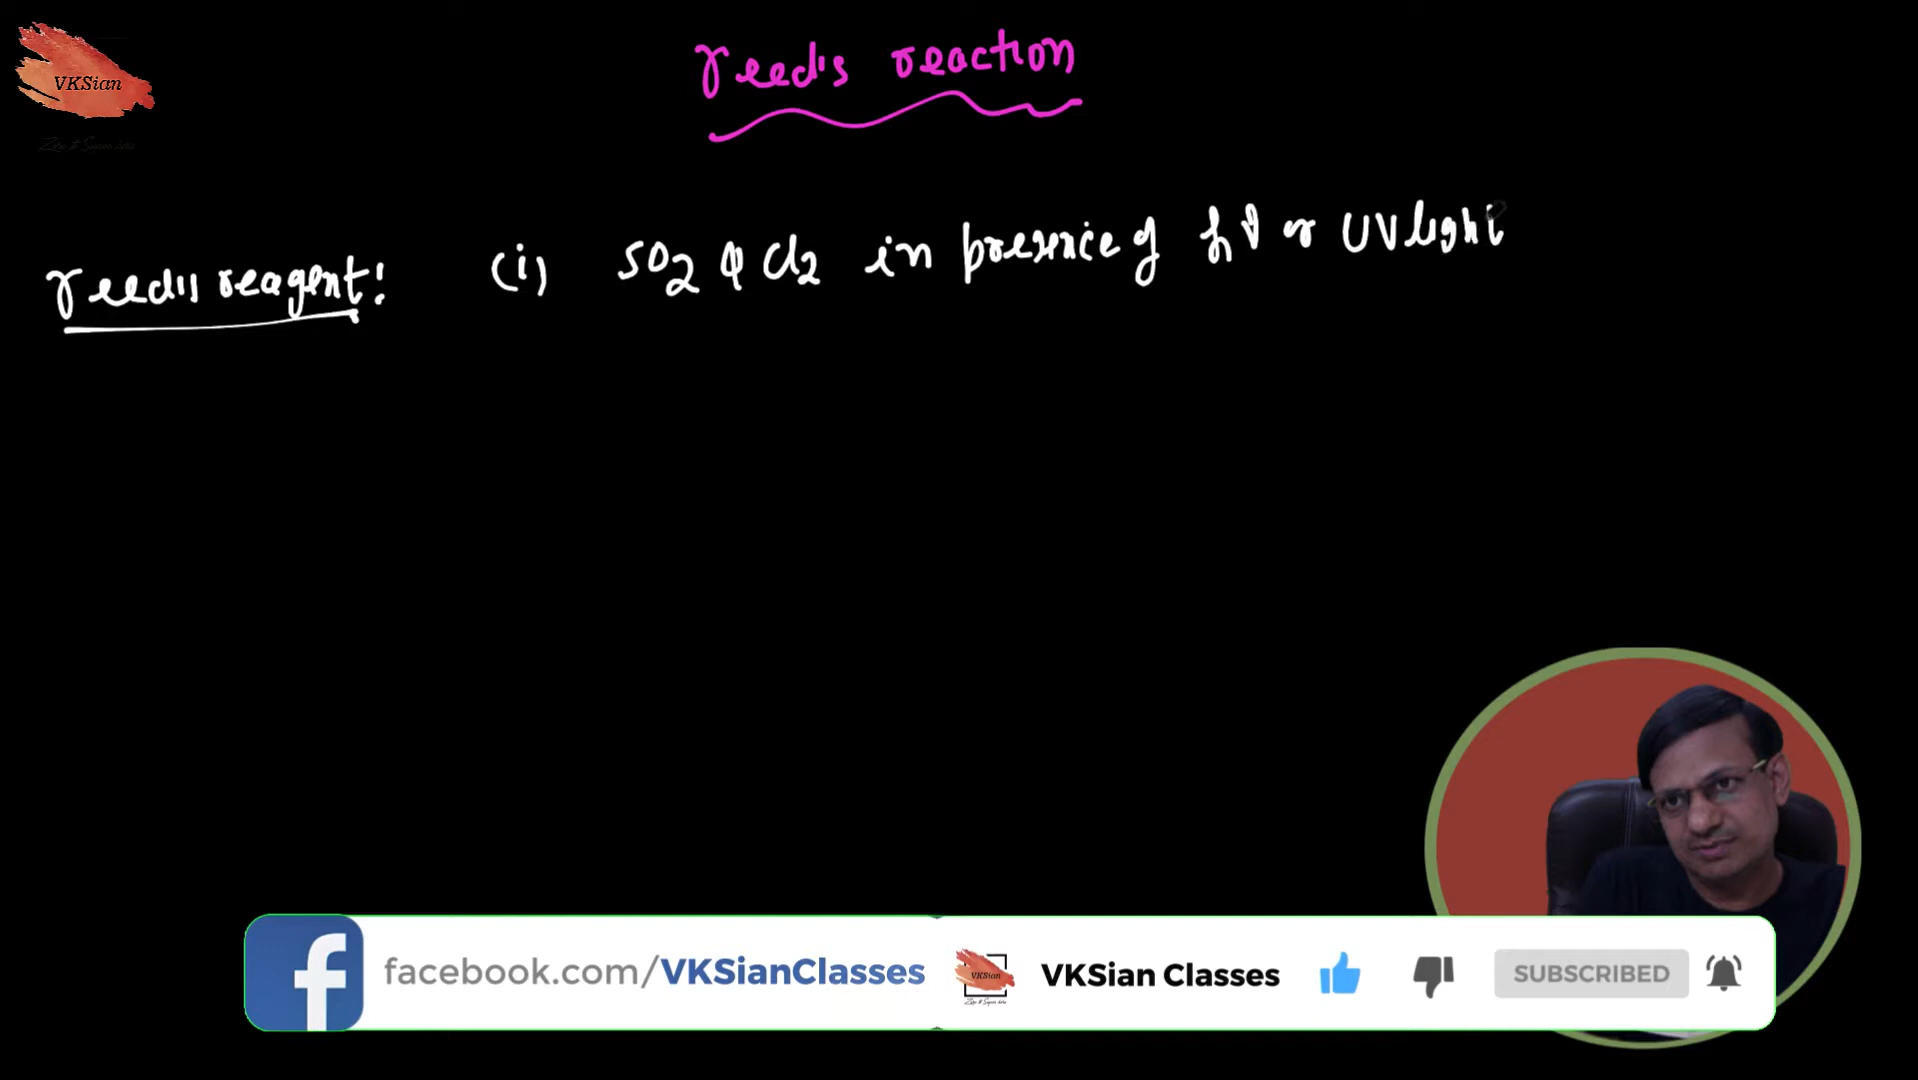 VKSian
reed's reaction
reed's reagent: (i) SO2 & Cl2 in presence of hν or UV light
facebook.com/VKSianClasses
VKSian
VKSian Classes
SUBSCRIBED